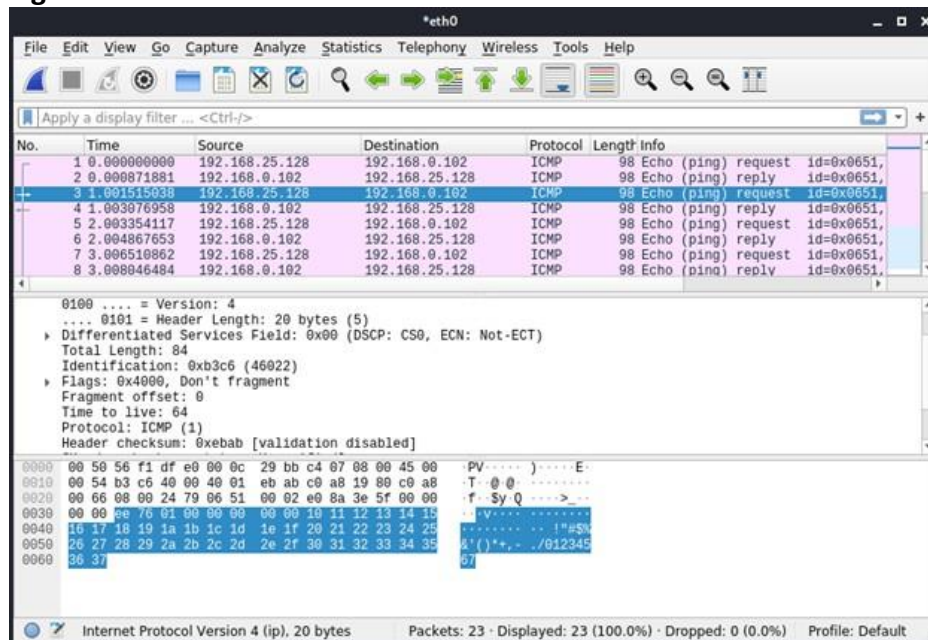 *eth0
File Edit View Go Capture Analyze Statistics Telephony Wireless Tools Help
Apply a display filter ... <Ctrl-/>
No. Time Source Destination Protocol Length Info
1 0.000000000 192.168.25.128 192.168.0.102 ICMP 98 Echo (ping) request id=0x0651,
2 0.000871881 192.168.0.102 192.168.25.128 ICMP 98 Echo (ping) reply id=0x0651,
3 1.001515038 192.168.25.128 192.168.0.102 ICMP 98 Echo (ping) request id=0x0651,
4 1.003076958 192.168.0.102 192.168.25.128 ICMP 98 Echo (ping) reply id=0x0651,
5 2.003354117 192.168.25.128 192.168.0.102 ICMP 98 Echo (ping) request id=0x0651,
6 2.004867653 192.168.0.102 192.168.25.128 ICMP 98 Echo (ping) reply id=0x0651,
7 3.006510862 192.168.25.128 192.168.0.102 ICMP 98 Echo (ping) request id=0x0651,
8 3.008046484 192.168.0.102 192.168.25.128 ICMP 98 Echo (ping) reply id=0x0651,
0100 .... = Version: 4
.... 0101 = Header Length: 20 bytes (5)
Differentiated Services Field: 0x00 (DSCP: CS0, ECN: Not-ECT)
Total Length: 84
Identification: 0xb3c6 (46022)
Flags: 0x4000, Don't fragment
Fragment offset: 0
Time to live: 64
Protocol: ICMP (1)
Header checksum: 0xebab [validation disabled]
0000 00 50 56 f1 df e0 00 0c 29 bb c4 07 08 00 45 00 ·PV····· )·····E·
0010 00 54 b3 c6 40 00 40 01 eb ab c0 a8 19 80 c0 a8 ·T··@·@· ········
0020 00 66 08 00 24 79 06 51 00 02 e0 8a 3e 5f 00 00 ·f··$y·Q ····>_··
0030 00 00 ee 76 01 00 00 00 00 00 10 11 12 13 14 15 ···v···· ········
0040 16 17 18 19 1a 1b 1c 1d 1e 1f 20 21 22 23 24 25 ········ ·· !"#$%
0050 26 27 28 29 2a 2b 2c 2d 2e 2f 30 31 32 33 34 35 &'()*+,- ./012345
0060 36 37 67
Internet Protocol Version 4 (ip), 20 bytes Packets: 23 · Displayed: 23 (100.0%) · Dropped: 0 (0.0%) Profile: Default